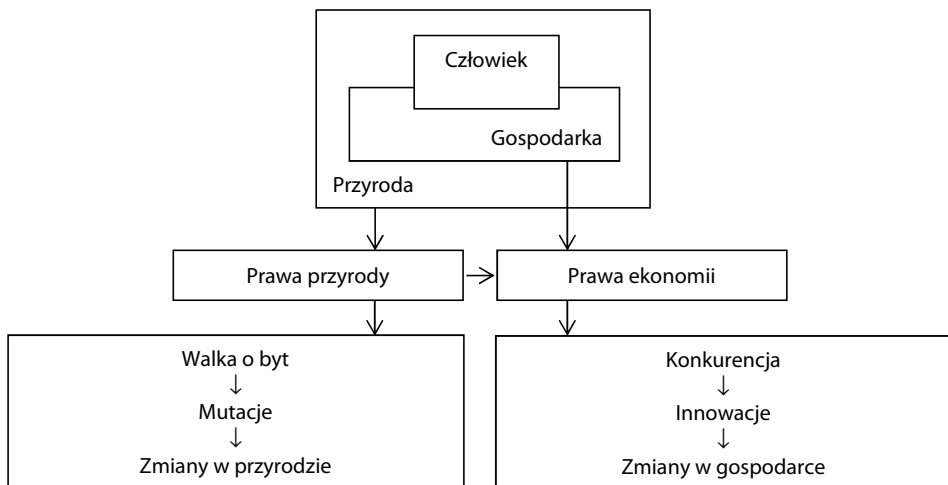 Człowiek
Gospodarka
Przyroda
Prawa przyrody
Prawa ekonomii
Walka o byt
Mutacje
Zmiany w przyrodzie
Konkurencja
Innowacje
Zmiany w gospodarce